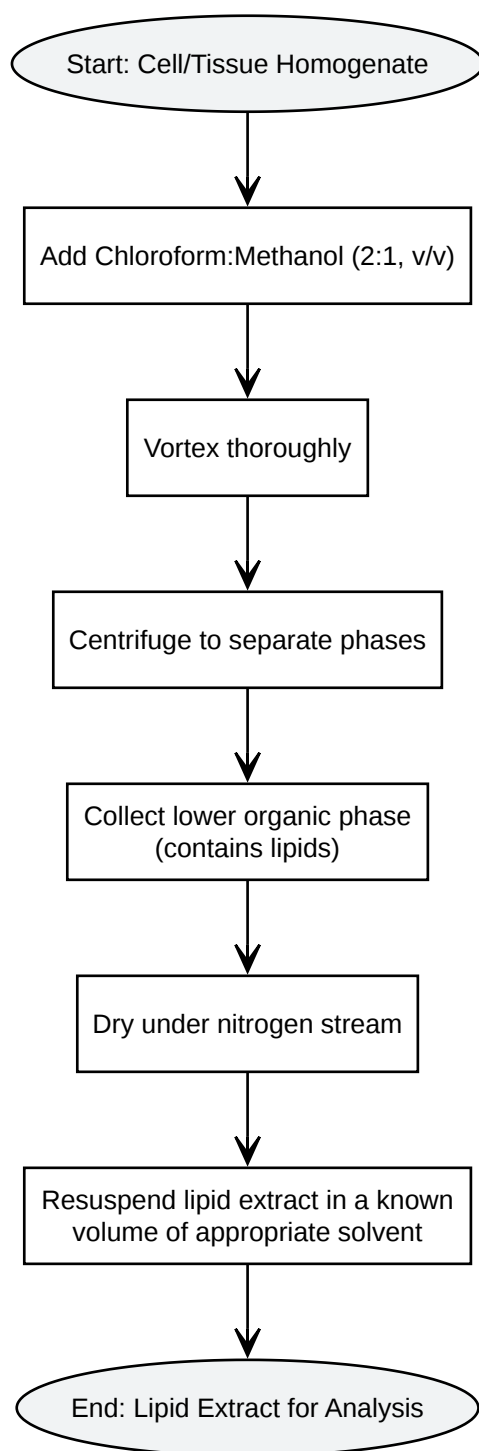 Start: Cell/Tissue Homogenate
Add Chloroform:Methanol (2:1, v/v)
Vortex thoroughly
Centrifuge to separate phases
Collect lower organic phase
(contains lipids)
Dry under nitrogen stream
Resuspend lipid extract in a known
volume of appropriate solvent
End: Lipid Extract for Analysis